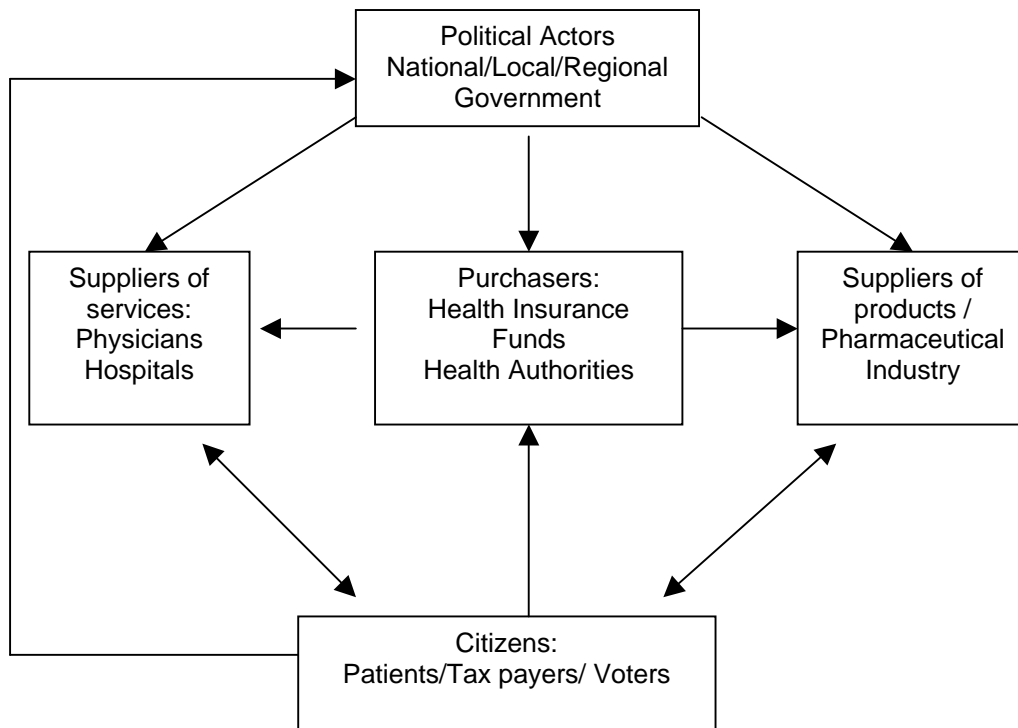 Political Actors
National/Local/Regional
Government
Suppliers of
services:
Physicians
Hospitals
Purchasers:
Health Insurance
Funds
Health Authorities
Suppliers of
products /
Pharmaceutical
Industry
Citizens:
Patients/Tax payers/ Voters